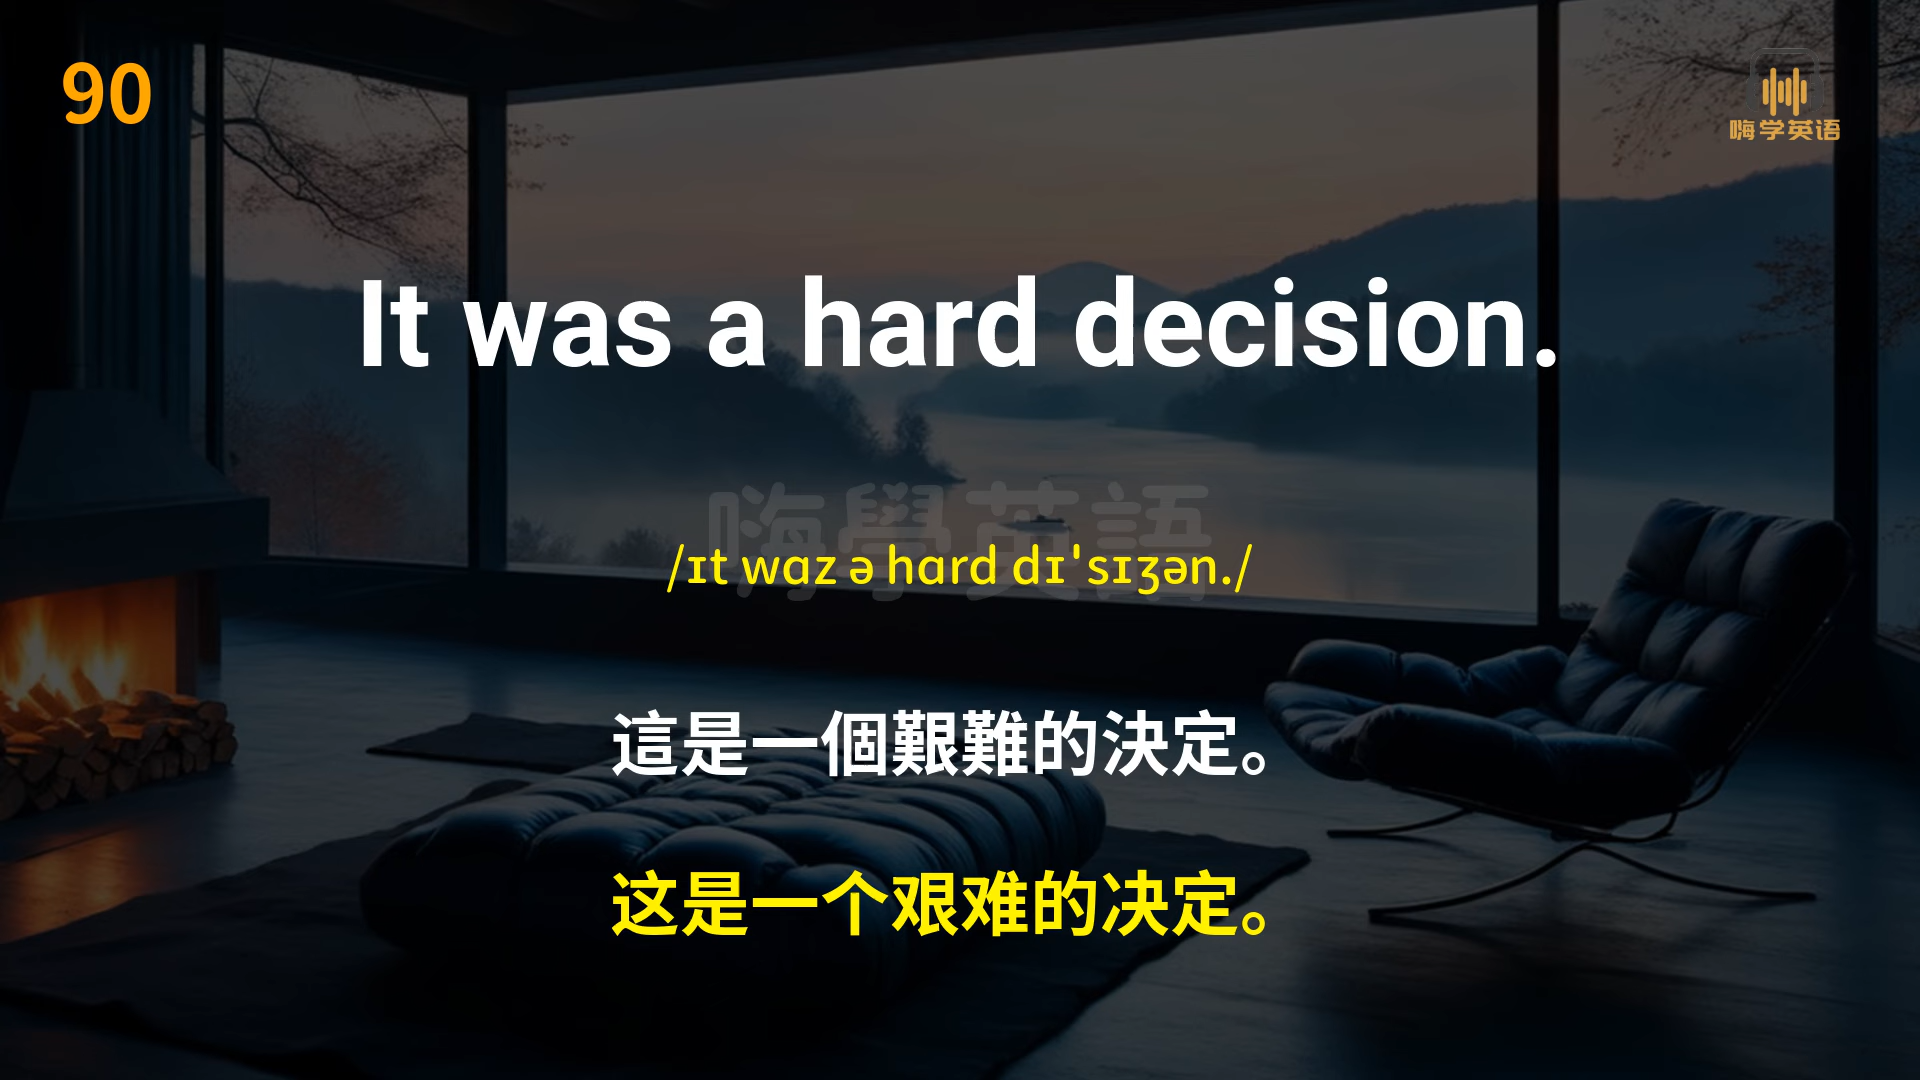 90
嗨学英语
It was a hard decision.
嗨學英語
/ɪt wɑz ə hɑrd dɪˈsɪʒən./
這是一個艱難的決定。
这是一个艰难的决定。